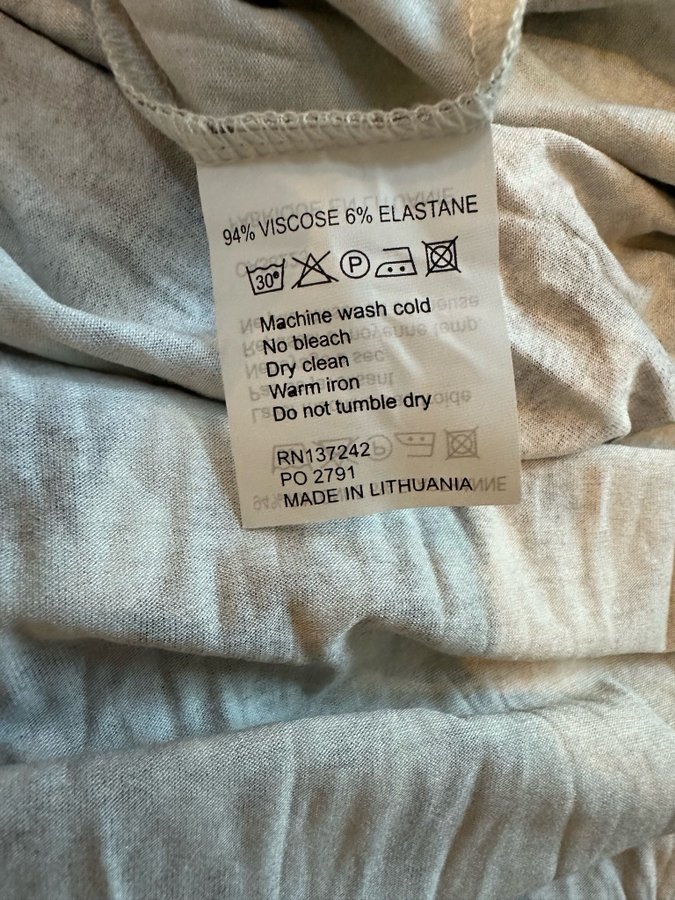 94% VISCOSE 6% ELASTANE
30°
P
Machine wash cold
No bleach
Dry clean
Warm iron
Do not tumble dry
RN137242
PO 2791
MADE IN LITHUANIA